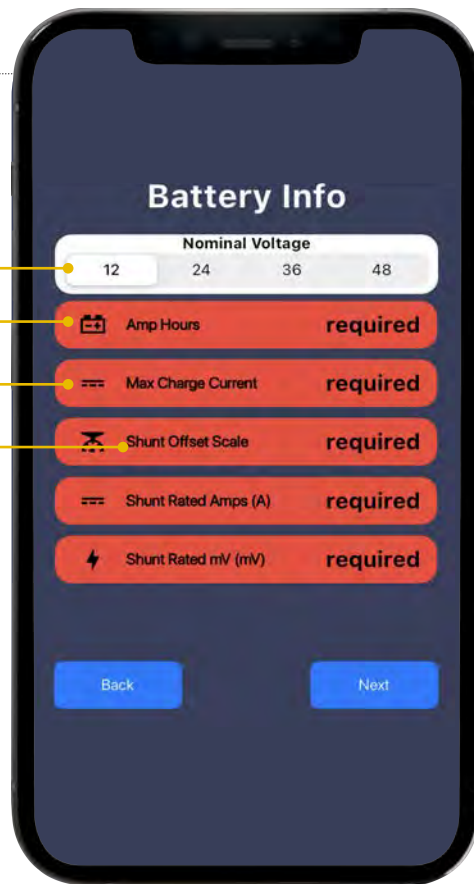 Battery Info
Nominal Voltage
12 24 36 48
Amp Hours required
Max Charge Current required
Shunt Offset Scale required
Shunt Rated Amps (A) required
Shunt Rated mV (mV) required
Back Next